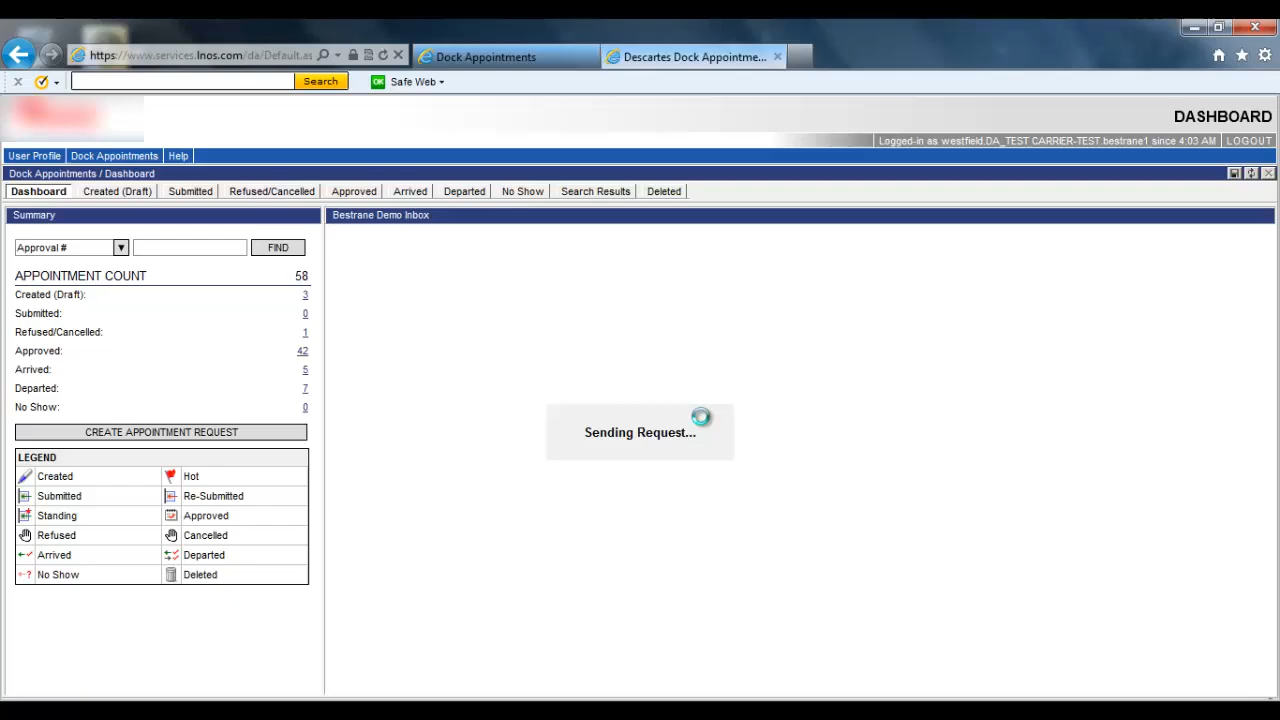 https://www.services.lnos.com/da/Default.as
Dock Appointments
Descartes Dock Appointme...
Search
OK Safe Web
DASHBOARD
Logged-in as westfield.DA_TEST CARRIER-TEST bestrane1 since 4:03 AM LOGOUT
User Profile Dock Appointments Help
Dock Appointments / Dashboard
Dashboard Created (Draft) Submitted Refused/Cancelled Approved Arrived Departed No Show Search Results Deleted
Summary
Bestrane Demo Inbox
Approval # FIND
APPOINTMENT COUNT 58
Created (Draft): 3
Submitted: 0
Refused/Cancelled: 1
Approved: 42
Arrived: 5
Departed: 7
No Show: 0
CREATE APPOINTMENT REQUEST
Sending Request...
LEGEND
Created Hot
Submitted Re-Submitted
Standing Approved
Refused Cancelled
Arrived Departed
No Show Deleted